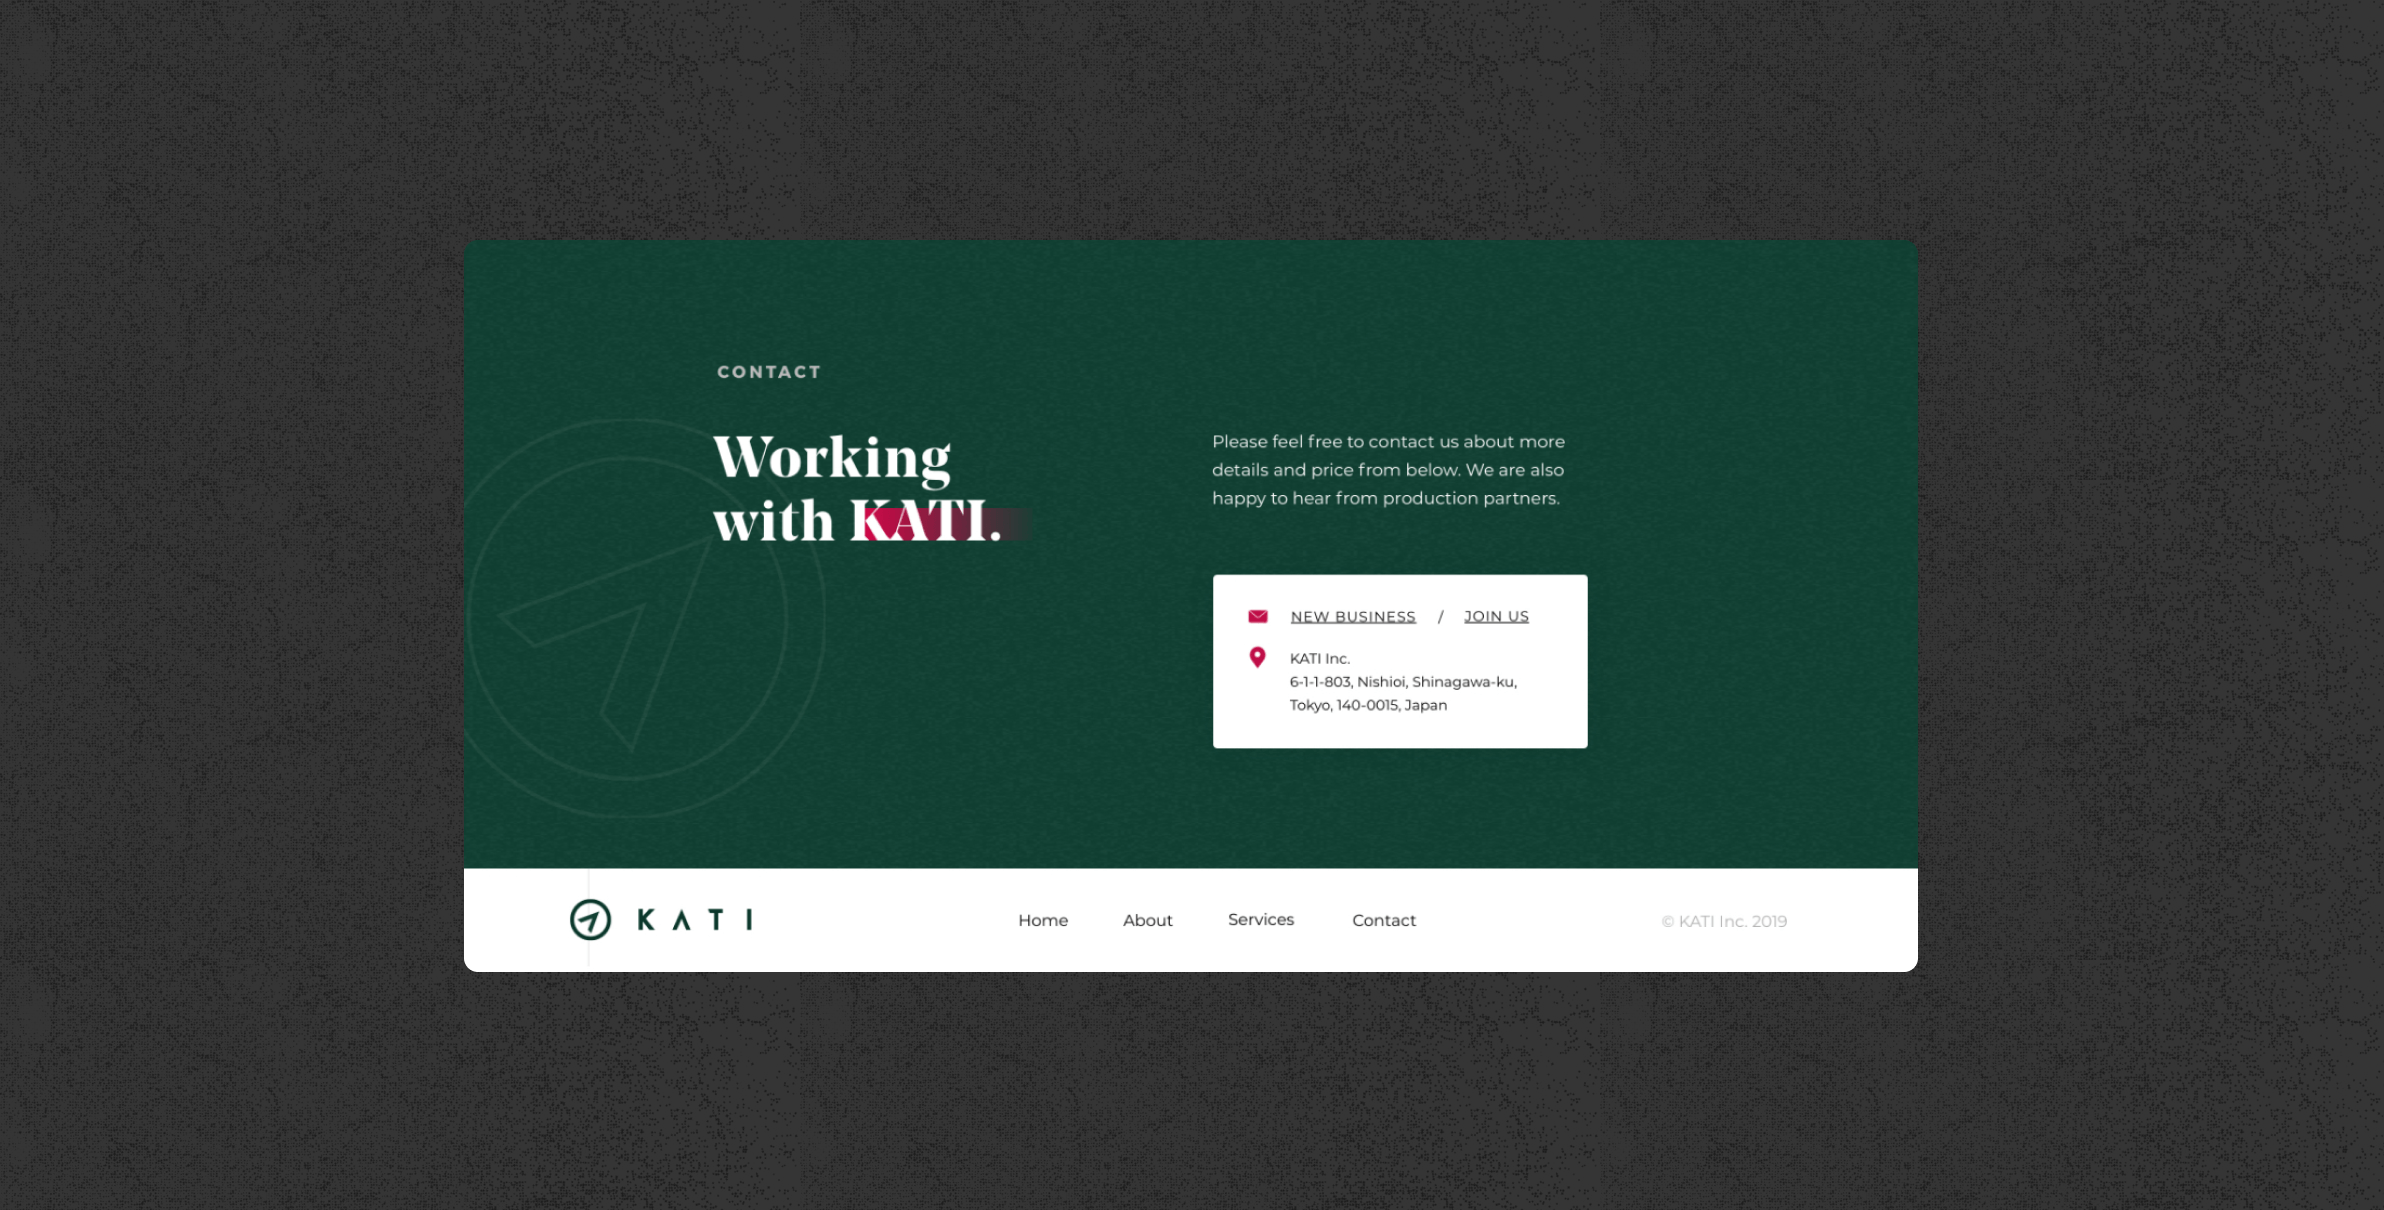 CONTACT
Working
with KATI.
Please feel free to contact us about more
details and price from below. We are also
happy to hear from production partners.
NEW BUSINESS / JOIN US
KATI Inc.
6-1-1-803, Nishioi, Shinagawa-ku,
Tokyo, 140-0015, Japan
KATI
Home About Services Contact
© KATI Inc. 2019